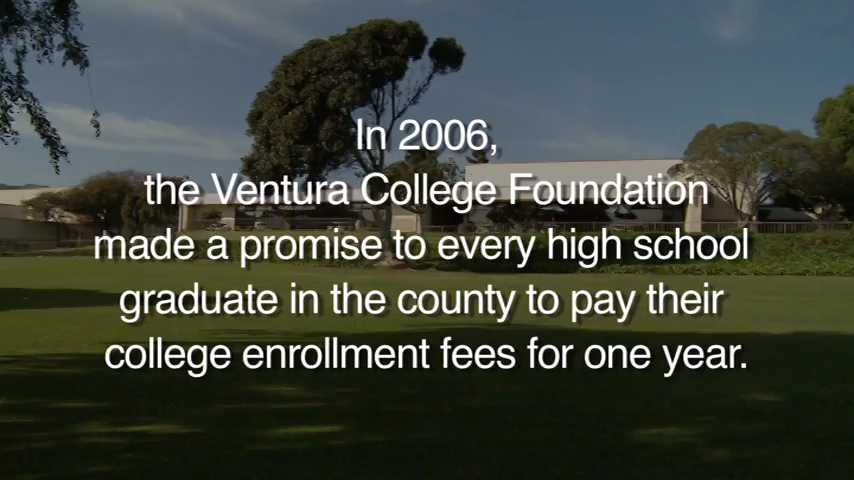 In 2006,
the Ventura College Foundation
made a promise to every high school
graduate in the county to pay their
college enrollment fees for one year.